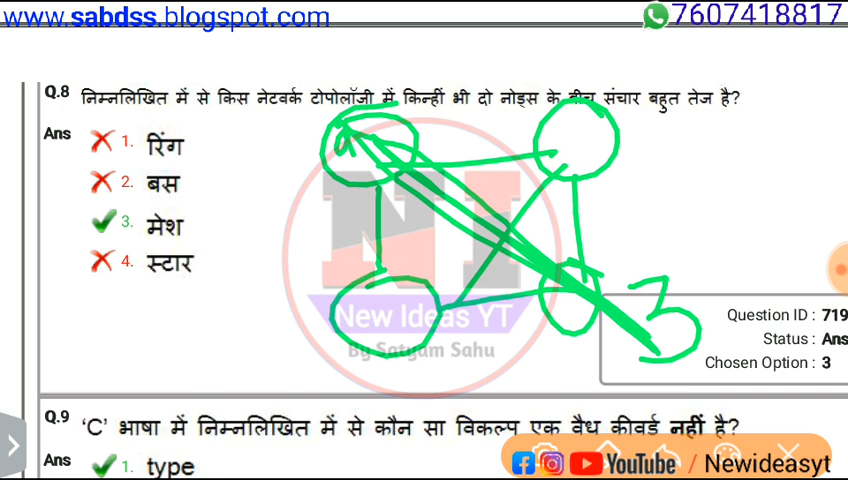 www.sabdss.blogspot.com 7607418817
Q.8 निम्नलिखित में से किस नेटवर्क टोपोलॉजी में किन्हीं भी दो नोड्स के बीच संचार बहुत तेज है?
Ans 1. रिंग
2. बस
3. मेश
4. स्टार
NI
New Ideas YT
By Satyam Sahu
3
Question ID : 719
Status : Ans
Chosen Option : 3
Q.9 'C' भाषा में निम्नलिखित में से कौन सा विकल्प एक वैध कीवर्ड नहीं है?
Ans 1. type
YouTube / Newideasyt